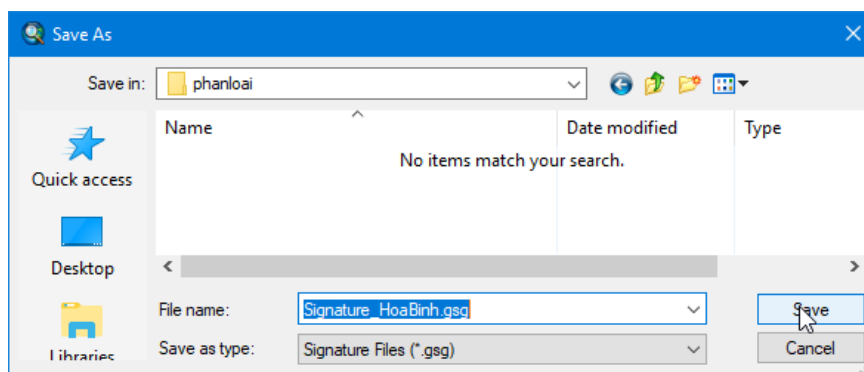 Save As
Save in: phanloai
Name Date modified Type
No items match your search.
Quick access
Desktop
Libraries
File name: Signature_HoaBinh.gsg Save
Save as type: Signature Files (*.gsg) Cancel